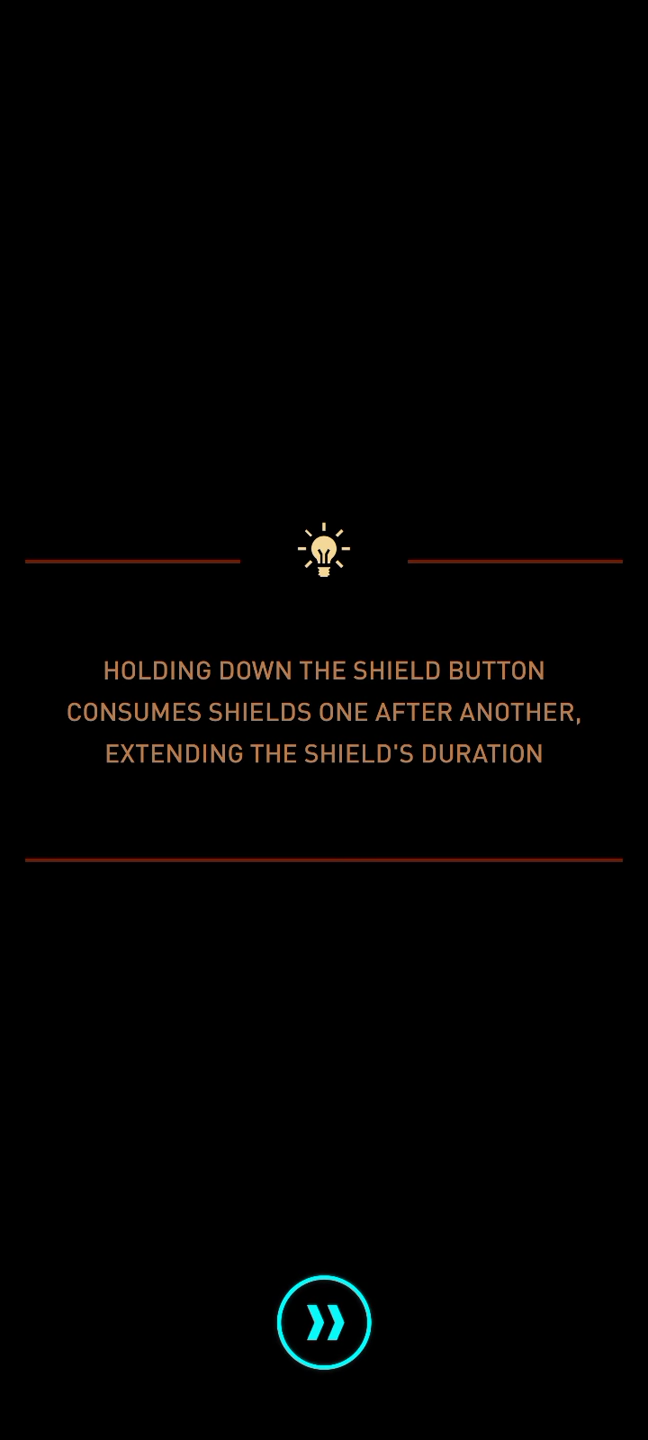 HOLDING DOWN THE SHIELD BUTTON
CONSUMES SHIELDS ONE AFTER ANOTHER,
EXTENDING THE SHIELD'S DURATION